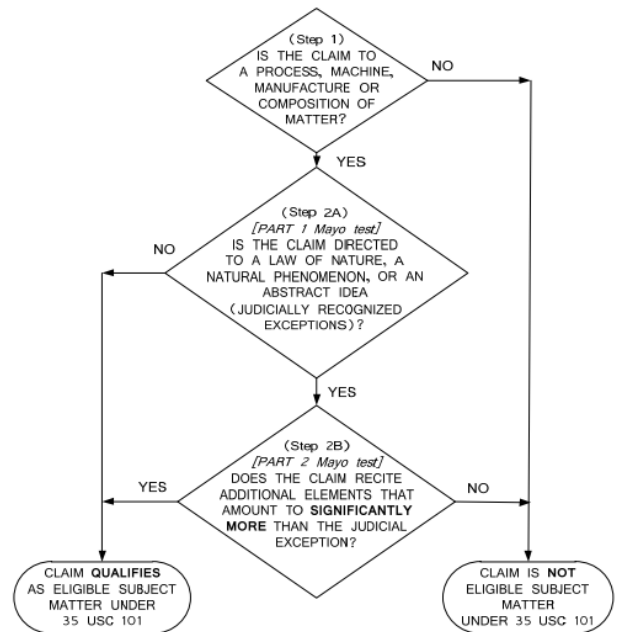 (Step 1)
IS THE CLAIM TO
A PROCESS, MACHINE,
MANUFACTURE OR
COMPOSITION OF
MATTER?
NO
YES
(Step 2A)
[PART 1 Mayo test]
IS THE CLAIM DIRECTED
TO A LAW OF NATURE, A
NATURAL PHENOMENON, OR AN
ABSTRACT IDEA
(JUDICIALLY RECOGNIZED
EXCEPTIONS)?
NO
YES
(Step 2B)
[PART 2 Mayo test]
DOES THE CLAIM RECITE
ADDITIONAL ELEMENTS THAT
AMOUNT TO SIGNIFICANTLY
MORE THAN THE JUDICIAL
EXCEPTION?
YES
NO
CLAIM QUALIFIES
AS ELIGIBLE SUBJECT
MATTER UNDER
35 USC 101
CLAIM IS NOT
ELIGIBLE SUBJECT
MATTER
UNDER 35 USC 101